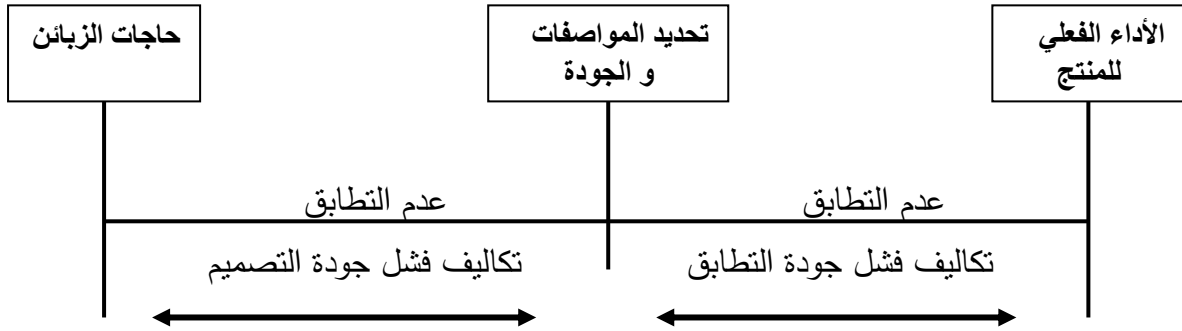 الأداء الفعلي
للمنتج
تحديد المواصفات
و الجودة
حاجات الزبائن
عدم التطابق
عدم التطابق
تكاليف فشل جودة التطابق
تكاليف فشل جودة التصميم